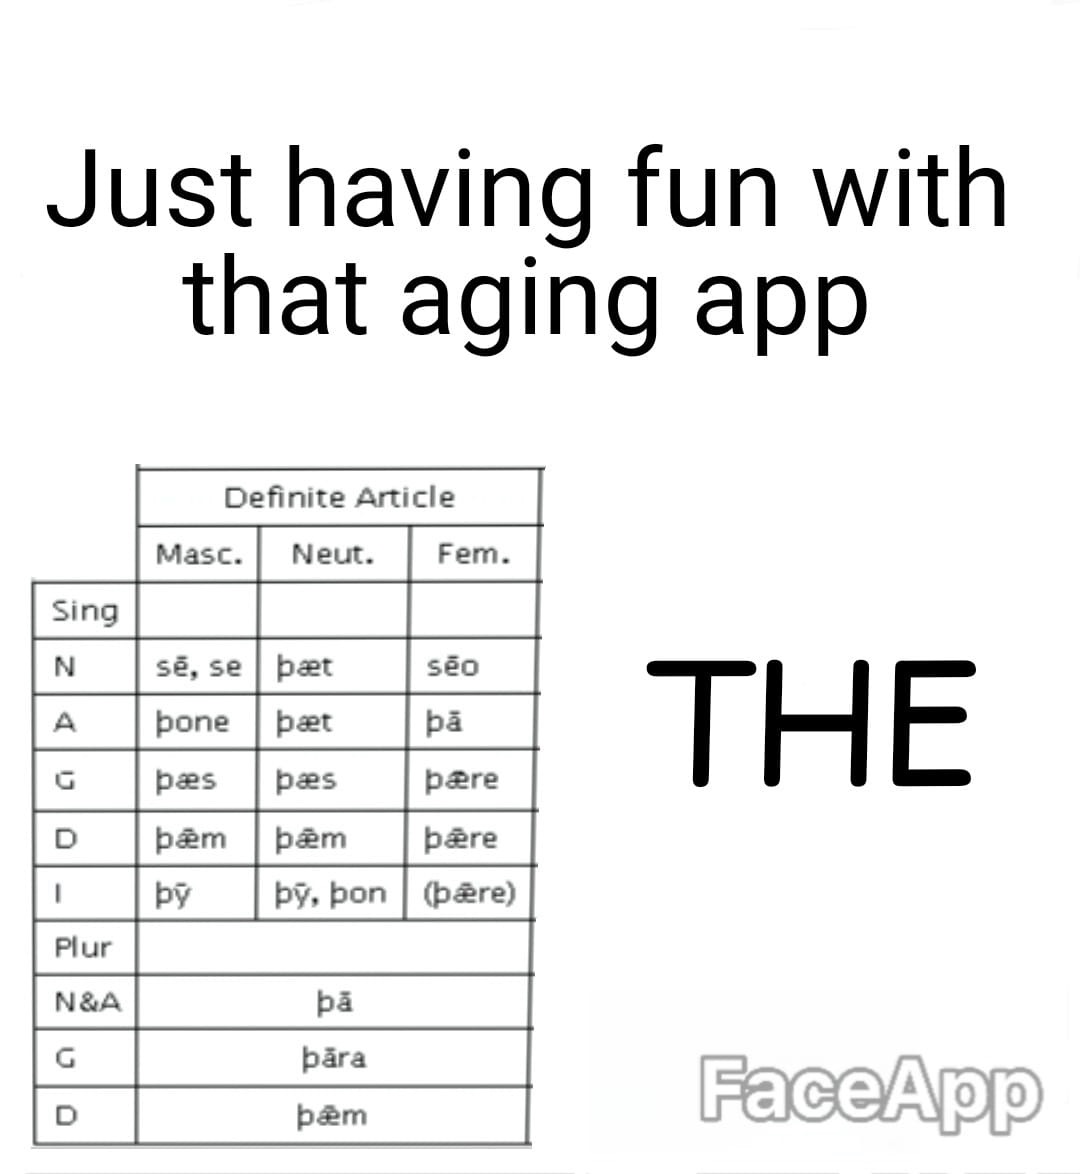 Just having fun with
that aging app
Definite Article
Masc. Neut. Fem.
Sing
N sē, se þæt sēo
A þone þæt þā
G þæs þæs þǣre
D þǣm þǣm þǣre
I þȳ þȳ, þon (þǣre)
Plur
N&A þā
G þāra
D þǣm
THE
FaceApp